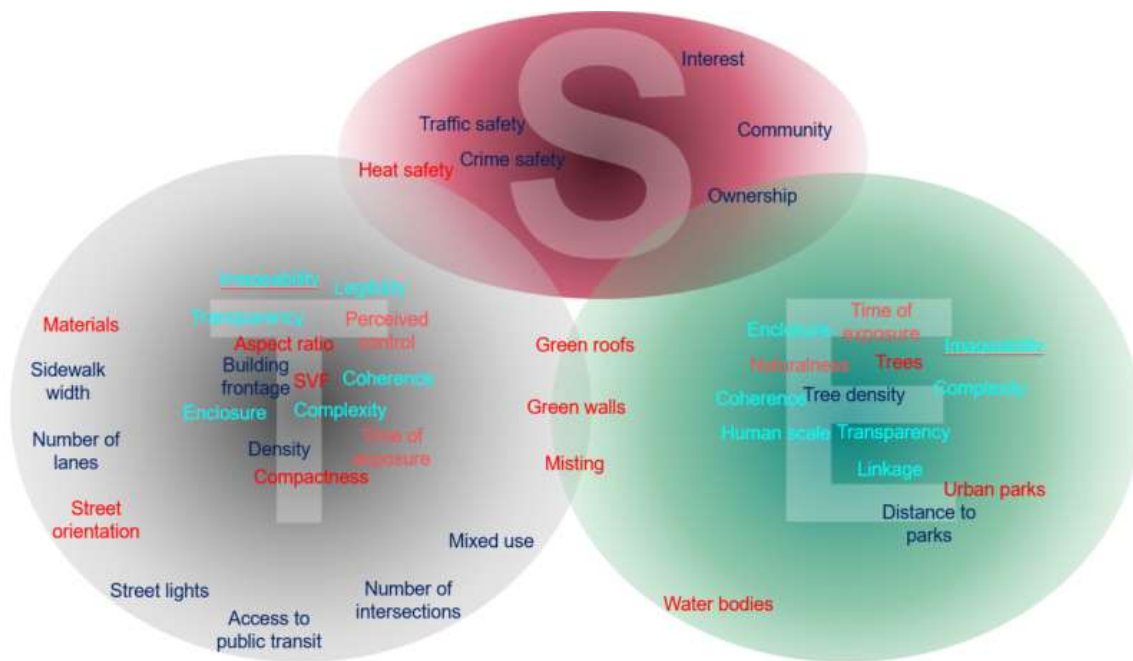 S
Interest
Traffic safety
Community
Crime safety
Heat safety
Ownership
T
Imageability
Legibility
Transparency
Perceived
control
Materials
Aspect ratio
Building
frontage
SVF
Coherence
Sidewalk
width
Enclosure
Complexity
Number of
lanes
Density
Time of
exposure
Compactness
Street
orientation
Mixed use
Street lights
Number of
intersections
Access to
public transit
Green roofs
Green walls
Misting
E
Time of
exposure
Enclosure
Imageability
Naturalness
Trees
Complexity
Coherence
Tree density
Human scale
Transparency
Linkage
Urban parks
Distance to
parks
Water bodies